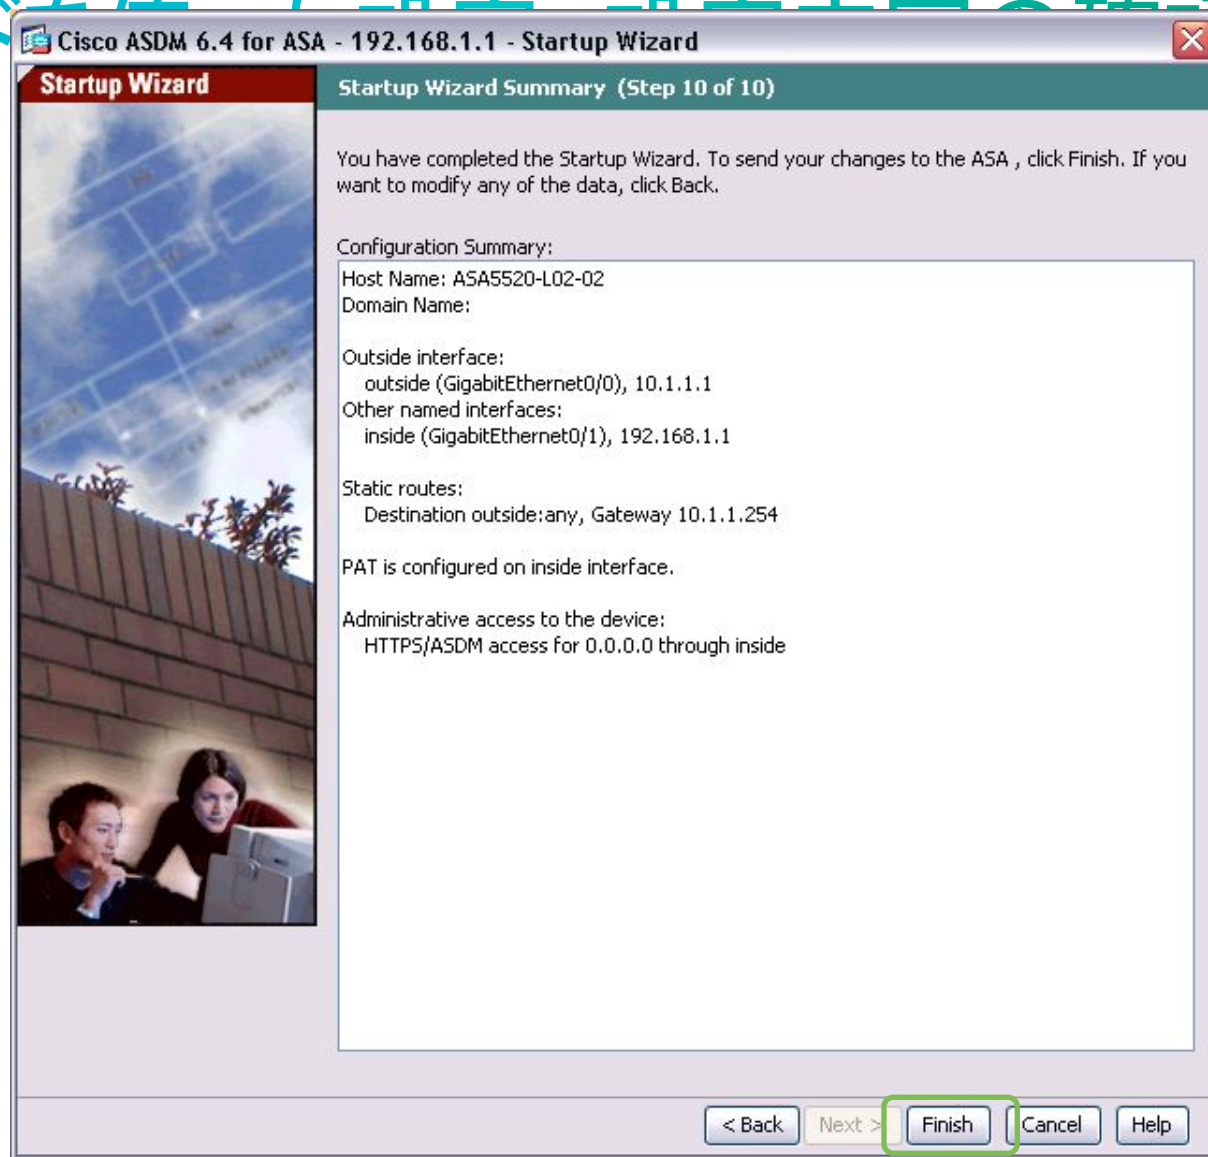 Cisco ASDM 6.4 for ASA - 192.168.1.1 - Startup Wizard
Startup Wizard
Startup Wizard Summary (Step 10 of 10)
You have completed the Startup Wizard. To send your changes to the ASA , click Finish. If you
want to modify any of the data, click Back.
Configuration Summary:
Host Name: ASA5520-L02-02
Domain Name:
Outside interface:
outside (GigabitEthernet0/0), 10.1.1.1
Other named interfaces:
inside (GigabitEthernet0/1), 192.168.1.1
Static routes:
Destination outside:any, Gateway 10.1.1.254
PAT is configured on inside interface.
Administrative access to the device:
HTTPS/ASDM access for 0.0.0.0 through inside
< Back
Next >
Finish
Cancel
Help